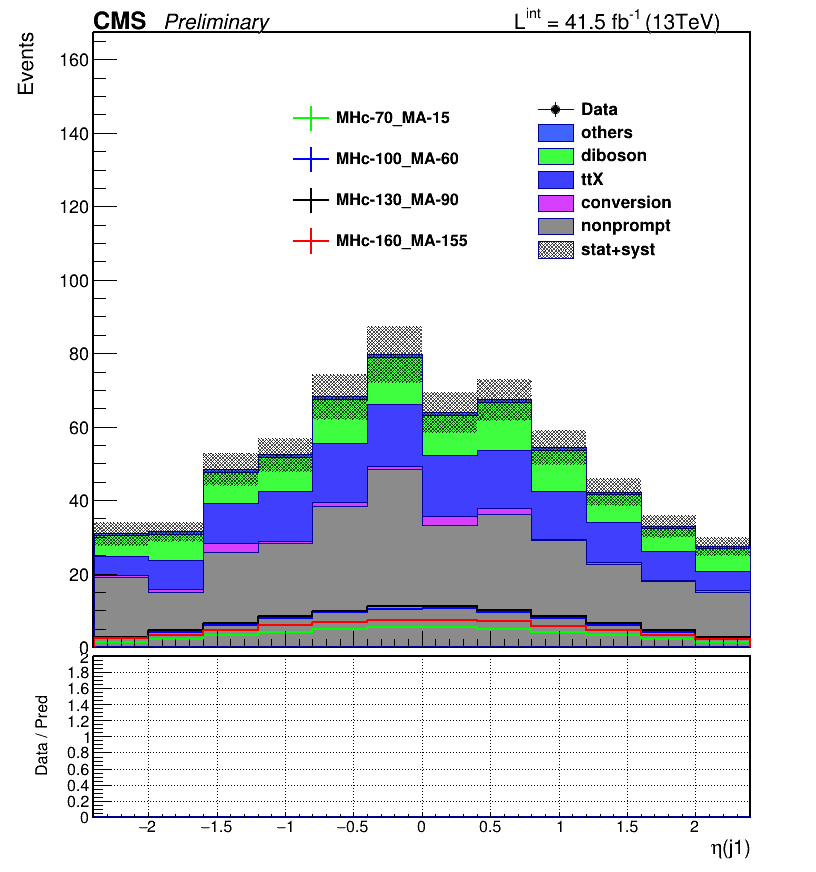 CMS Preliminary L^int = 41.5 fb^-1 (13TeV)
Events
160
140
120
100
80
60
40
20
0
MHc-70_MA-15
MHc-100_MA-60
MHc-130_MA-90
MHc-160_MA-155
Data
others
diboson
ttX
conversion
nonprompt
stat+syst
Data / Pred
2
1.8
1.6
1.4
1.2
1
0.8
0.6
0.4
0.2
0
−2 −1.5 −1 −0.5 0 0.5 1 1.5 2
η(j1)